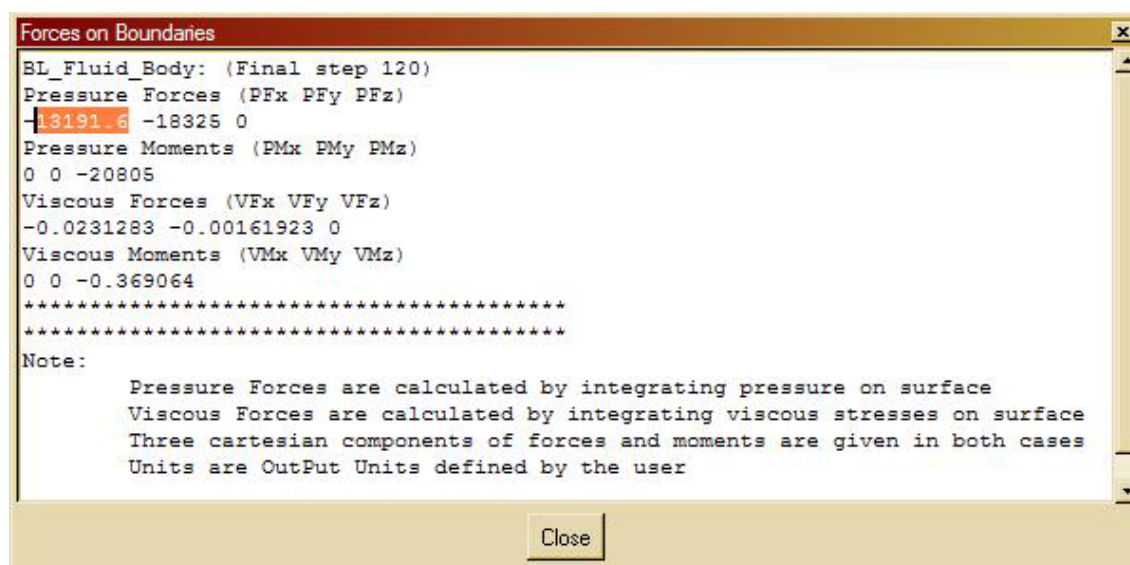 Forces on Boundaries
BL_Fluid_Body: (Final step 120)
Pressure Forces (PFx PFy PFz)
-13191.6 -18325 0
Pressure Moments (PMx PMy PMz)
0 0 -20805
Viscous Forces (VFx VFy VFz)
-0.0231283 -0.00161923 0
Viscous Moments (VMx VMy VMz)
0 0 -0.369064
*****************************************
*****************************************
Note:
Pressure Forces are calculated by integrating pressure on surface
Viscous Forces are calculated by integrating viscous stresses on surface
Three cartesian components of forces and moments are given in both cases
Units are OutPut Units defined by the user
Close